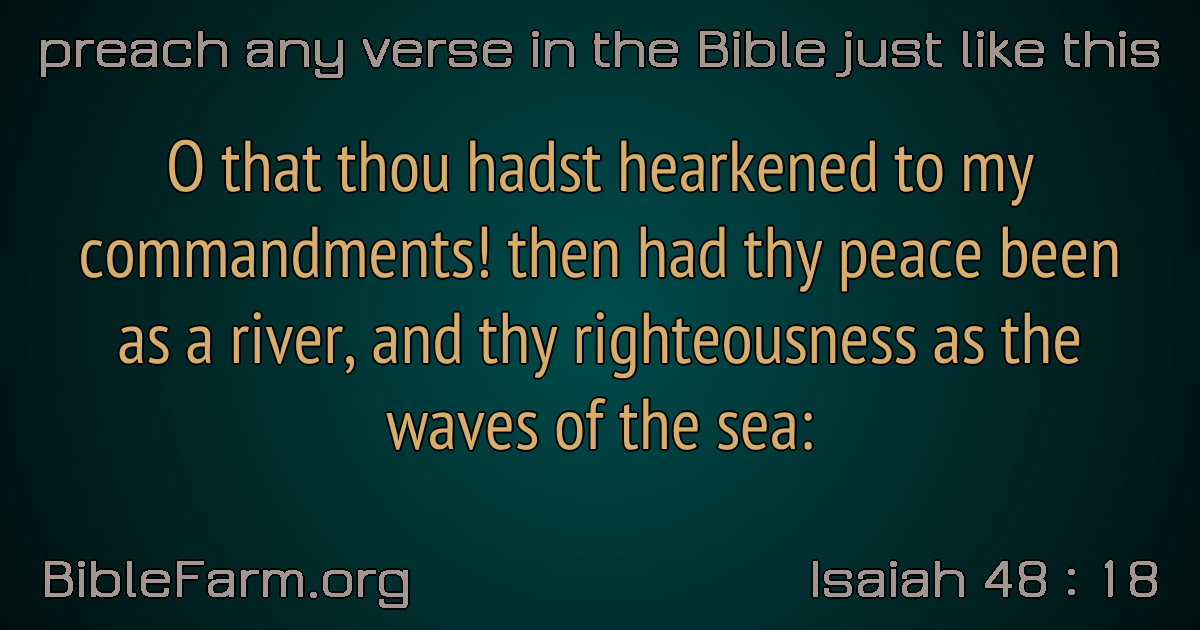 preach any verse in the Bible just like this
O that thou hadst hearkened to my
commandments! then had thy peace been
as a river, and thy righteousness as the
waves of the sea:
BibleFarm.org
Isaiah 48 : 18